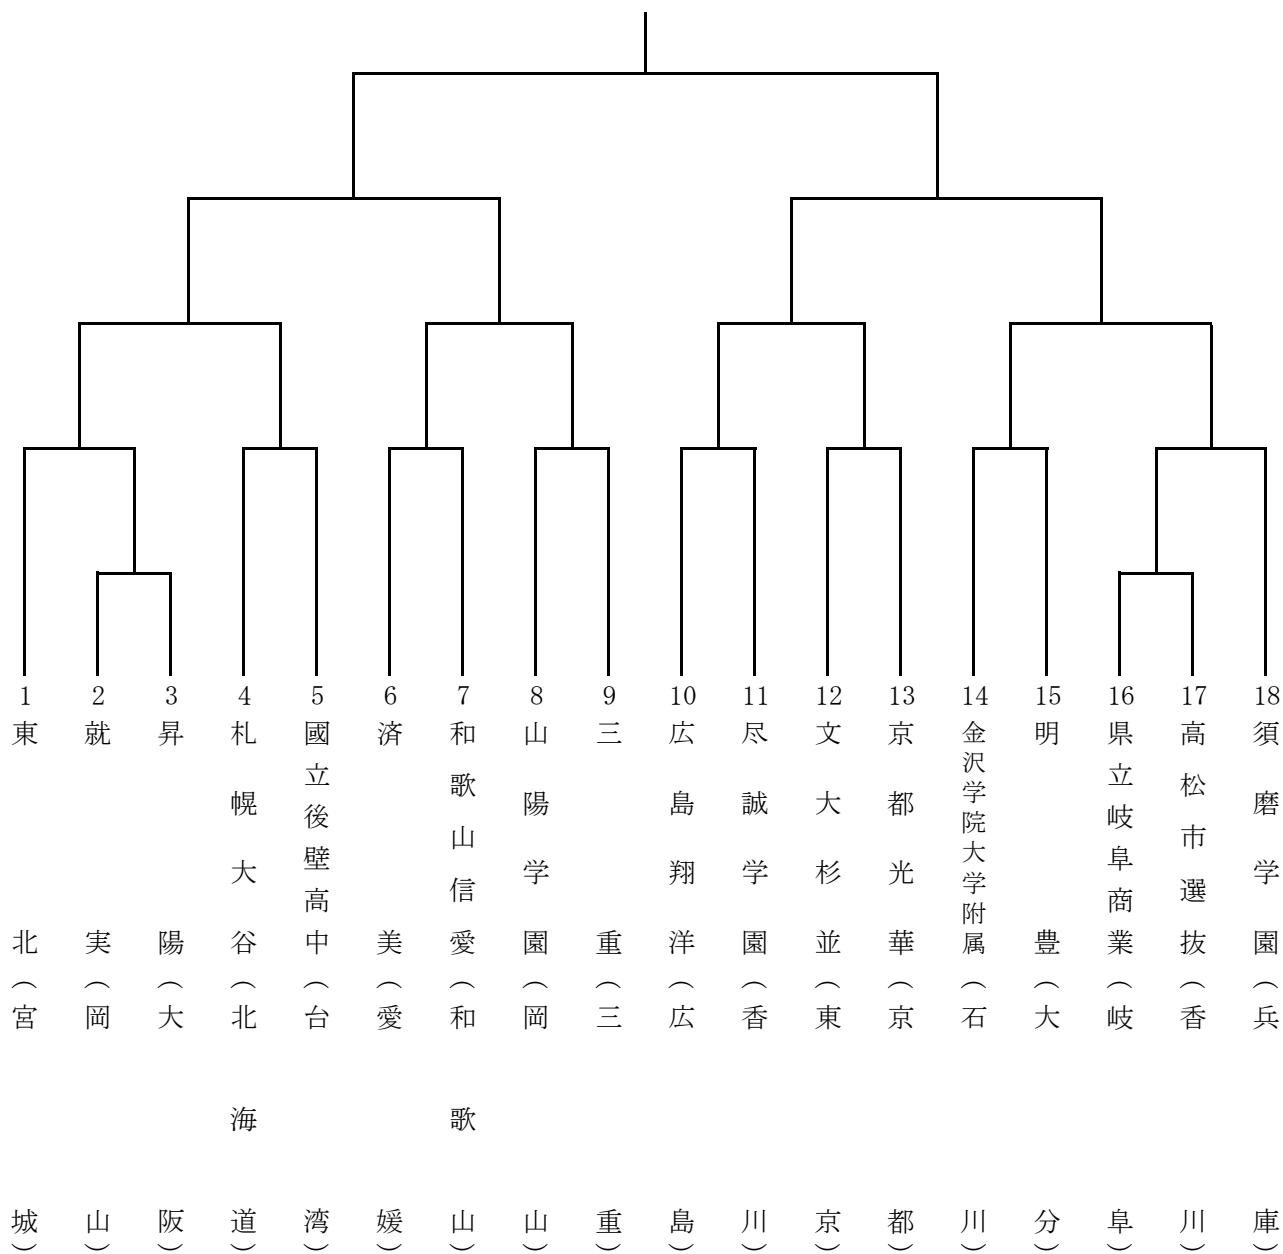 1 東北(宮城)
2 就実(岡山)
3 昇陽(大阪)
4 札幌大谷(北海道)
5 國立後壁高中(台湾)
6 済美(愛媛)
7 和歌山信愛(和歌山)
8 山陽学園(岡山)
9 三重(三重)
10 広島翔洋(広島)
11 尽誠学園(香川)
12 文大杉並(東京)
13 京都光華(京都)
14 金沢学院大学附属(石川)
15 明豊(大分)
16 県立岐阜商業(岐阜)
17 高松市選抜(香川)
18 須磨学園(兵庫)